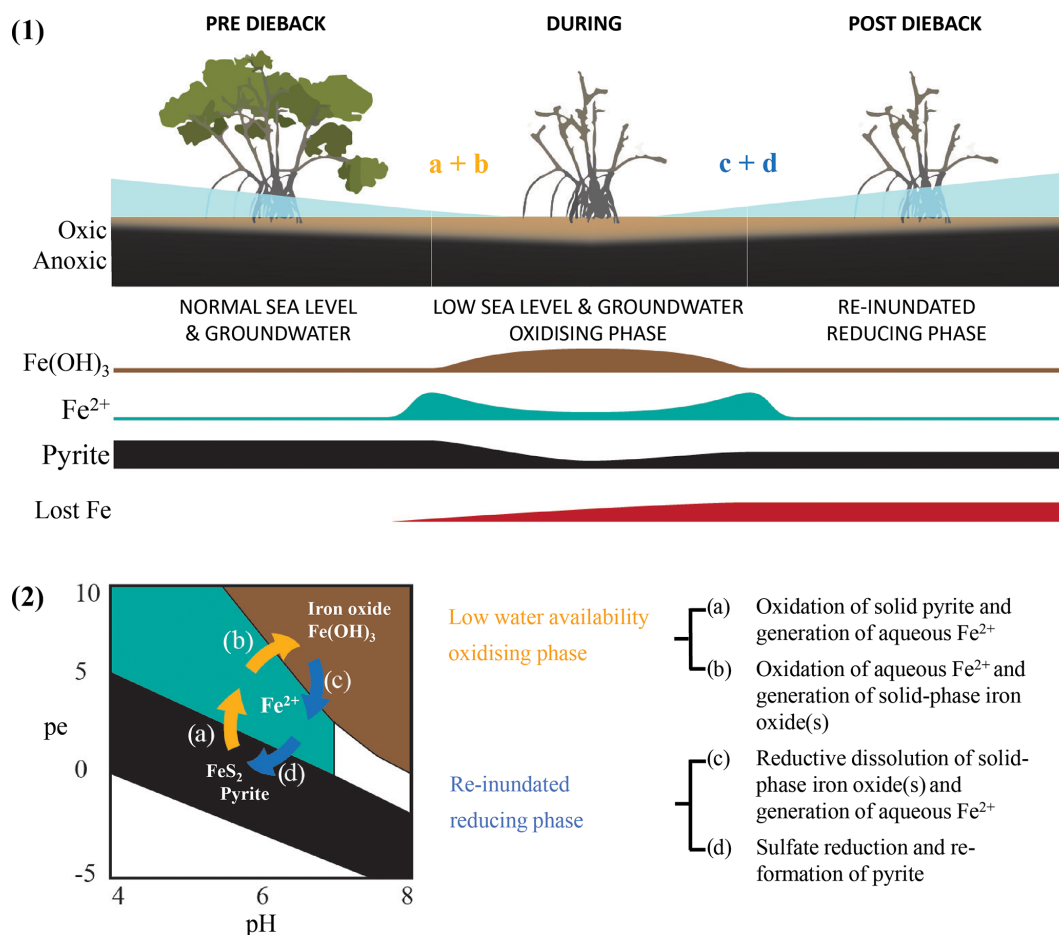 (1)
PRE DIEBACK
DURING
POST DIEBACK
a + b
c + d
Oxic
Anoxic
NORMAL SEA LEVEL
& GROUNDWATER
LOW SEA LEVEL & GROUNDWATER
OXIDISING PHASE
RE-INUNDATED
REDUCING PHASE
Fe(OH)₃
Fe²⁺
Pyrite
Lost Fe
(2)
10
5
pe
0
-5
4
6
8
pH
Iron oxide
Fe(OH)₃
(b)
(c)
Fe²⁺
(a)
(d)
FeS₂
Pyrite
Low water availability
oxidising phase
(a) Oxidation of solid pyrite and
generation of aqueous Fe²⁺
(b) Oxidation of aqueous Fe²⁺ and
generation of solid-phase iron
oxide(s)
Re-inundated
reducing phase
(c) Reductive dissolution of solid-
phase iron oxide(s) and
generation of aqueous Fe²⁺
(d) Sulfate reduction and re-
formation of pyrite